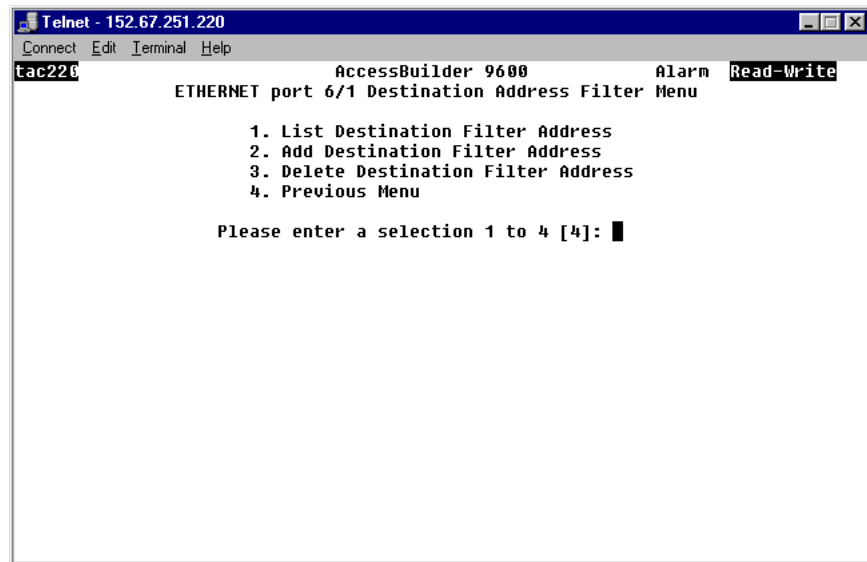 Telnet - 152.67.251.220
Connect Edit Terminal Help
tac220 AccessBuilder 9600 Alarm Read-Write
ETHERNET port 6/1 Destination Address Filter Menu
1. List Destination Filter Address
2. Add Destination Filter Address
3. Delete Destination Filter Address
4. Previous Menu
Please enter a selection 1 to 4 [4]: